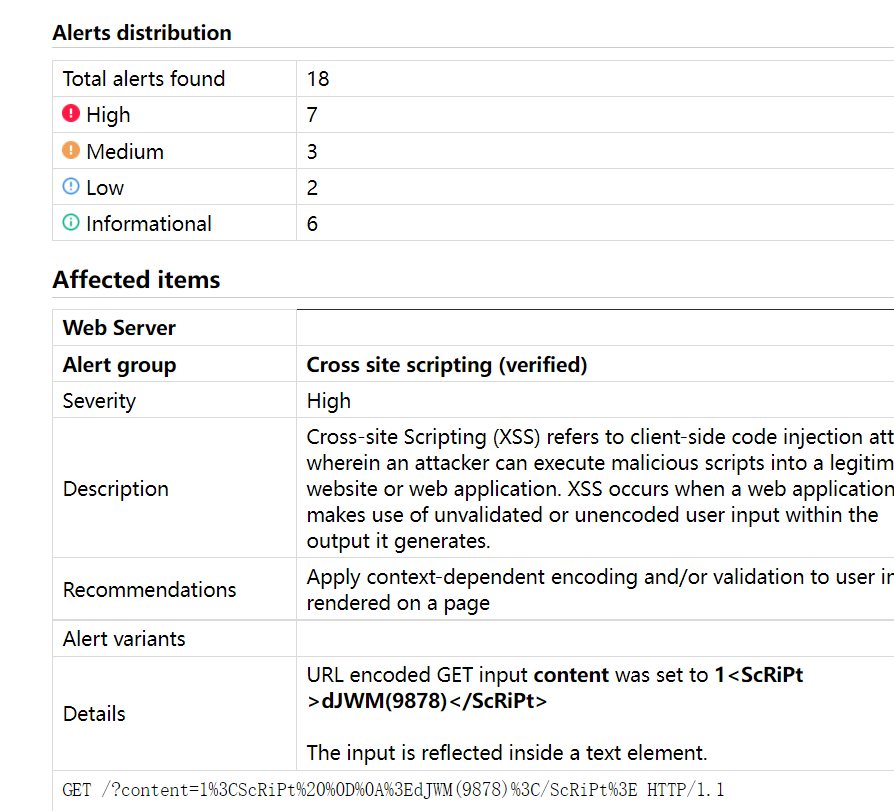 Alerts distribution
Total alerts found 18
High 7
Medium 3
Low 2
Informational 6
Affected items
Web Server
Alert group Cross site scripting (verified)
Severity High
Description
Cross-site Scripting (XSS) refers to client-side code injection att
wherein an attacker can execute malicious scripts into a legitim
website or web application. XSS occurs when a web application
makes use of unvalidated or unencoded user input within the
output it generates.
Recommendations
Apply context-dependent encoding and/or validation to user in
rendered on a page
Alert variants
Details
URL encoded GET input content was set to 1<ScRiPt
>dJWM(9878)</ScRiPt>
The input is reflected inside a text element.
GET /?content=1%3CScRiPt%20%0D%0A%3EdJWM(9878)%3C/ScRiPt%3E HTTP/1.1